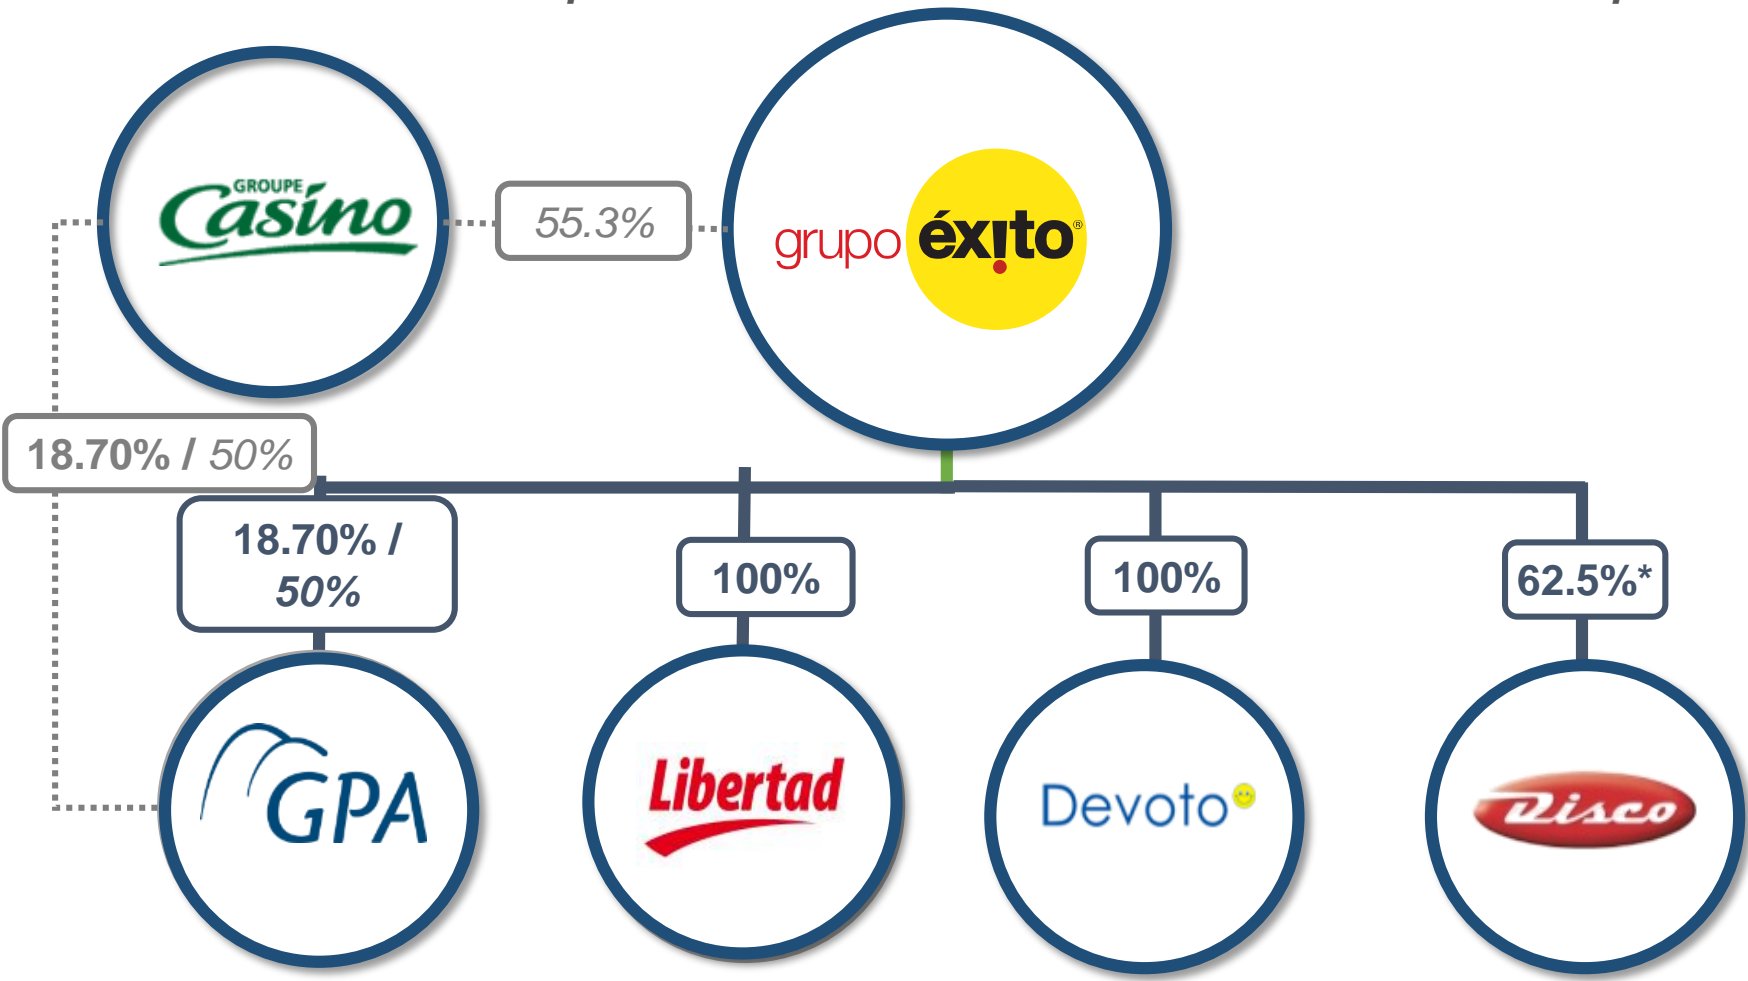 GROUPE
Casino
55.3%
grupo éxito®
18.70% / 50%
18.70% /
50%
100%
100%
62.5%*
GPA
Libertad
Devoto
Disco